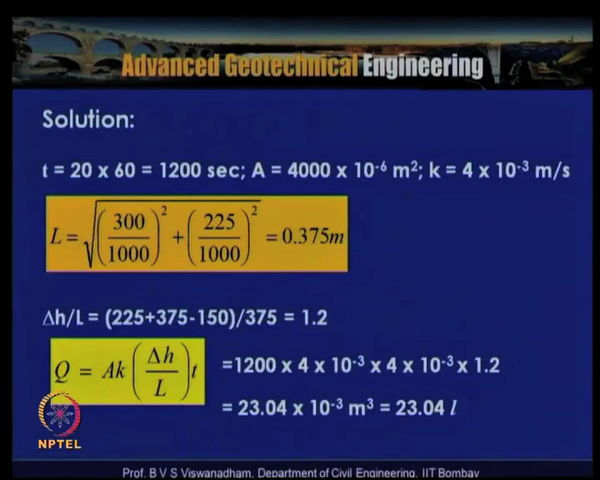 Advanced Geotechnical Engineering
Solution:
t = 20 x 60 = 1200 sec; A = 4000 x 10⁻⁶ m²; k = 4 x 10⁻³ m/s
L = √((300/1000)² + (225/1000)²) = 0.375m
Δh/L = (225+375-150)/375 = 1.2
Q = Ak (Δh/L) t =1200 x 4 x 10⁻³ x 4 x 10⁻³ x 1.2
= 23.04 x 10⁻³ m³ = 23.04 l
NPTEL
Prof. B V S Viswanadham, Department of Civil Engineering, IIT Bombay